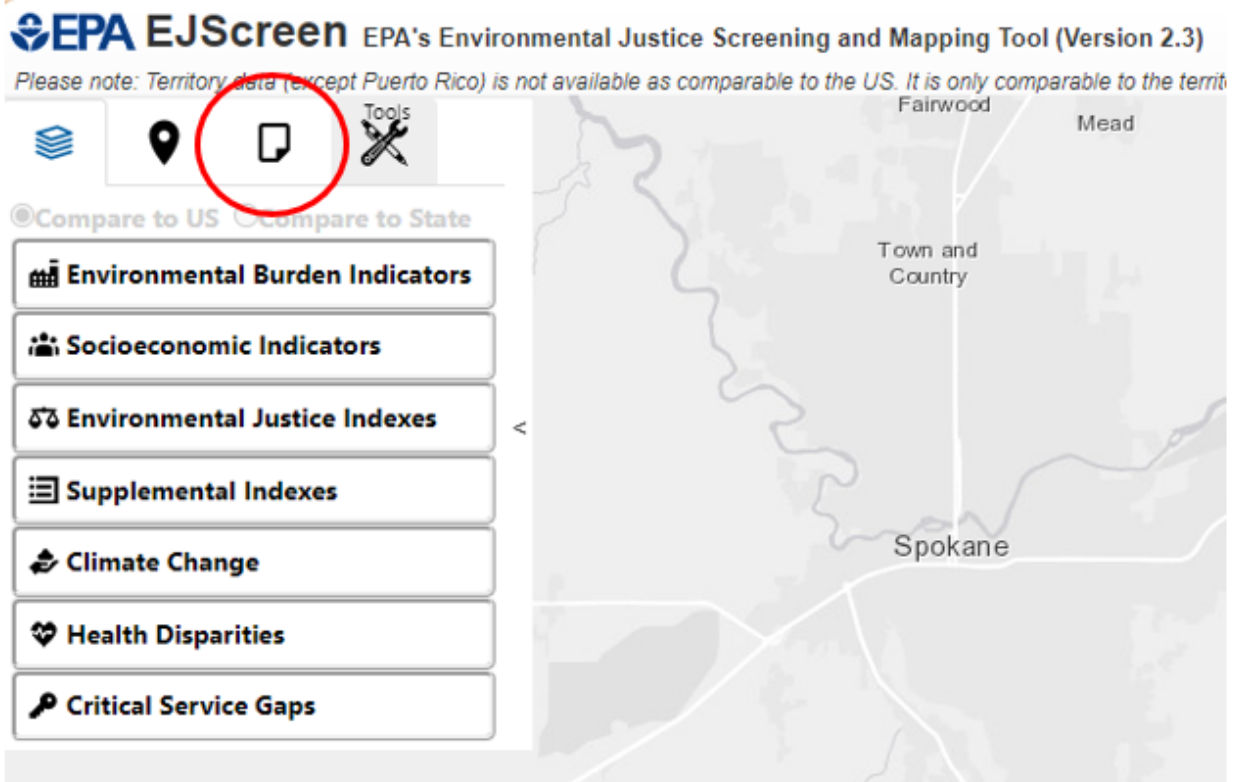 EPA EJScreen EPA's Environmental Justice Screening and Mapping Tool (Version 2.3)
Please note: Territory data (except Puerto Rico) is not available as comparable to the US. It is only comparable to the territ
Tools
Compare to US Compare to State
Environmental Burden Indicators
Socioeconomic Indicators
Environmental Justice Indexes
Supplemental Indexes
Climate Change
Health Disparities
Critical Service Gaps
<
Fairwood
Mead
Town and
Country
Spokane